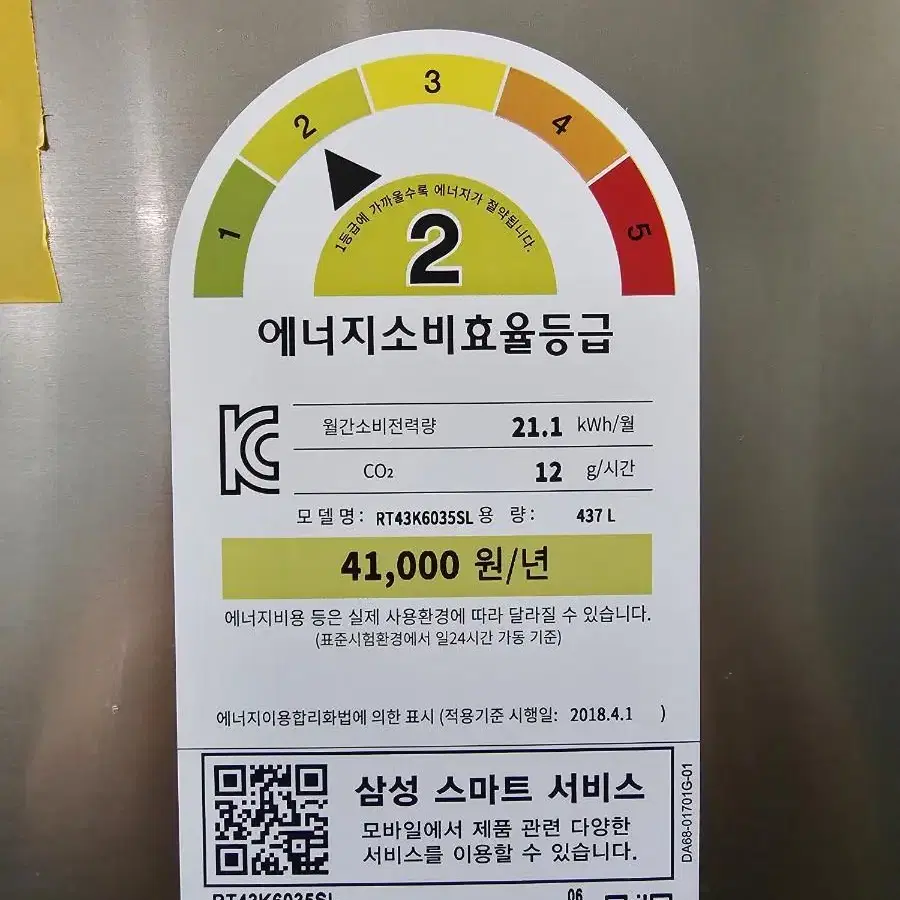 1 2 3 4 5
1등급에 가까울수록 에너지가 절약됩니다.
2
에너지소비효율등급
월간소비전력량 21.1 kWh/월
CO₂ 12 g/시간
모델명: RT43K6035SL 용 량: 437 L
41,000 원/년
에너지비용 등은 실제 사용환경에 따라 달라질 수 있습니다.
(표준시험환경에서 일24시간 가동 기준)
에너지이용합리화법에 의한 표시 (적용기준 시행일: 2018.4.1 )
삼성 스마트 서비스
모바일에서 제품 관련 다양한
서비스를 이용할 수 있습니다.
DA68-01701G-01
RT43K6035SL 06